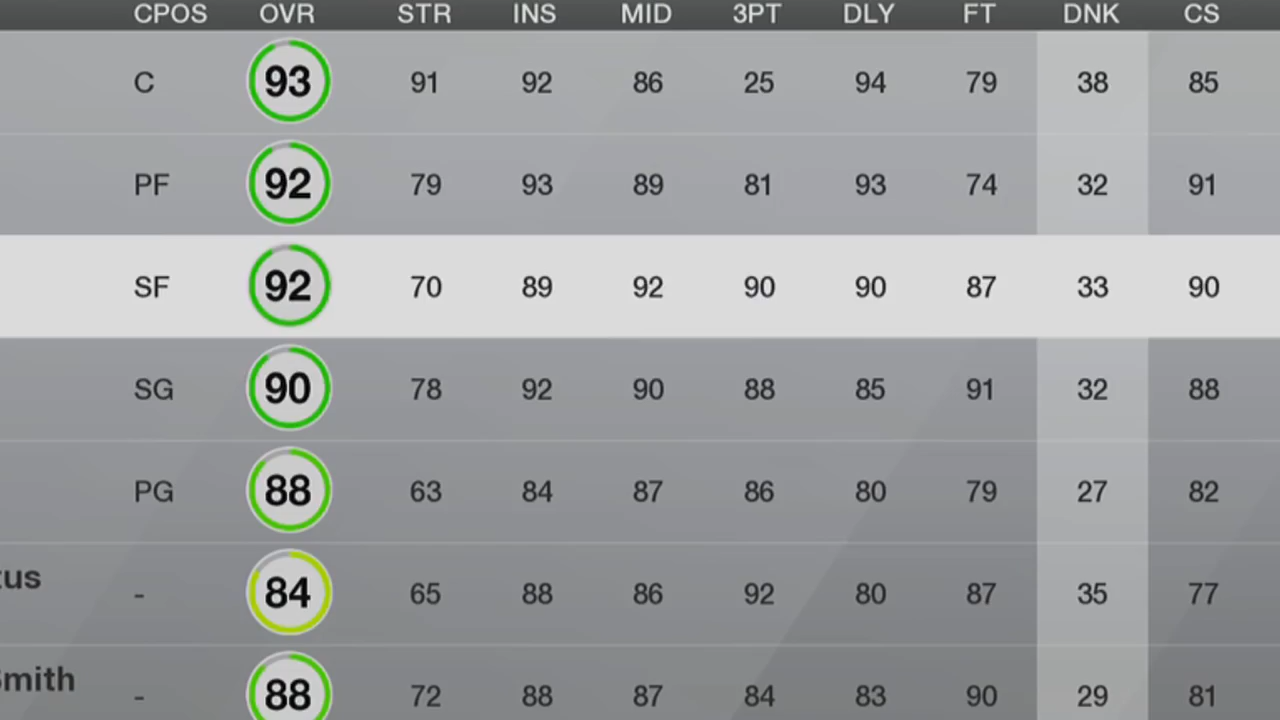 CPOS OVR STR INS MID 3PT DLY FT DNK CS
C 93 91 92 86 25 94 79 38 85
PF 92 79 93 89 81 93 74 32 91
SF 92 70 89 92 90 90 87 33 90
SG 90 78 92 90 88 85 91 32 88
PG 88 63 84 87 86 80 79 27 82
tus - 84 65 88 86 92 80 87 35 77
Smith - 88 72 88 87 84 83 90 29 81